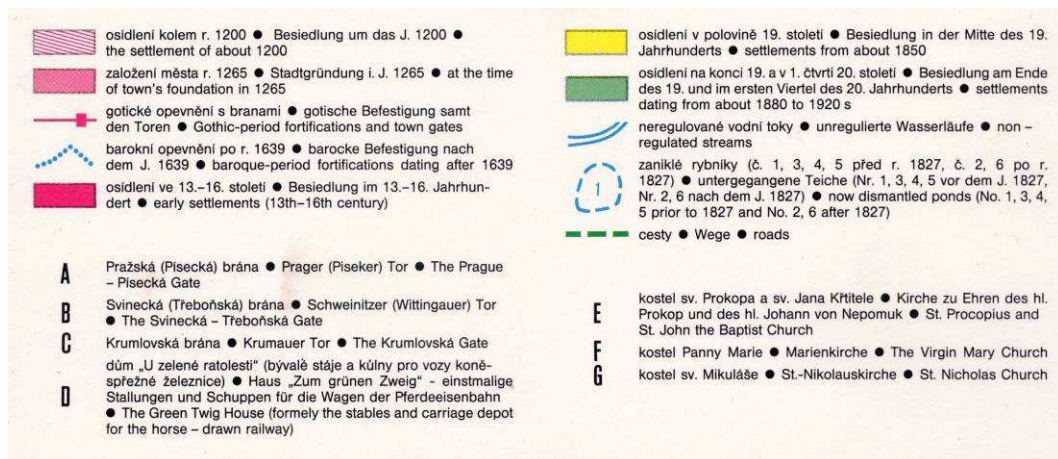 osídlení kolem r. 1200 ● Besiedlung um das J. 1200 ●
the settlement of about 1200
založení města r. 1265 ● Stadtgründung i. J. 1265 ● at the time
of town's foundation in 1265
gotické opevnění s branami ● gotische Befestigung samt
den Toren ● Gothic-period fortifications and town gates
barokní opevnění po r. 1639 ● barocke Befestigung nach
dem J. 1639 ● baroque-period fortifications dating after 1639
osídlení ve 13.–16. století ● Besiedlung im 13.–16. Jahrhun-
dert ● early settlements (13th–16th century)
A
Pražská (Písecká) brána ● Prager (Piseker) Tor ● The Prague
– Písecká Gate
B
Svinecká (Třeboňská) brána ● Schweinitzer (Wittingauer) Tor
● The Svinecká – Třeboňská Gate
C
Krumlovská brána ● Krumauer Tor ● The Krumlovská Gate
D
dům „U zelené ratolesti" (bývalé stáje a kůlny pro vozy koně-
spřežné železnice) ● Haus „Zum grünen Zweig" - einstmalige
Stallungen und Schuppen für die Wagen der Pferdeeisenbahn
● The Green Twig House (formely the stables and carriage depot
for the horse – drawn railway)
osídlení v polovině 19. století ● Besiedlung in der Mitte des 19.
Jahrhunderts ● settlements from about 1850
osídlení na konci 19. a v 1. čtvrti 20. století ● Besiedlung am Ende
des 19. und im ersten Viertel des 20. Jahrhunderts ● settlements
dating from about 1880 to 1920 s
neregulované vodní toky ● unregulierte Wasserläufe ● non –
regulated streams
1
zaniklé rybníky (č. 1, 3, 4, 5 před r. 1827, č. 2, 6 po r.
1827) ● untergegangene Teiche (Nr. 1, 3, 4, 5 vor dem J. 1827,
Nr. 2, 6 nach dem J. 1827) ● now dismantled ponds (No. 1, 3, 4,
5 prior to 1827 and No. 2, 6 after 1827)
cesty ● Wege ● roads
E
kostel sv. Prokopa a sv. Jana Křtitele ● Kirche zu Ehren des hl.
Prokop und des hl. Johann von Nepomuk ● St. Procopius and
St. John the Baptist Church
F
kostel Panny Marie ● Marienkirche ● The Virgin Mary Church
G
kostel sv. Mikuláše ● St.-Nikolauskirche ● St. Nicholas Church